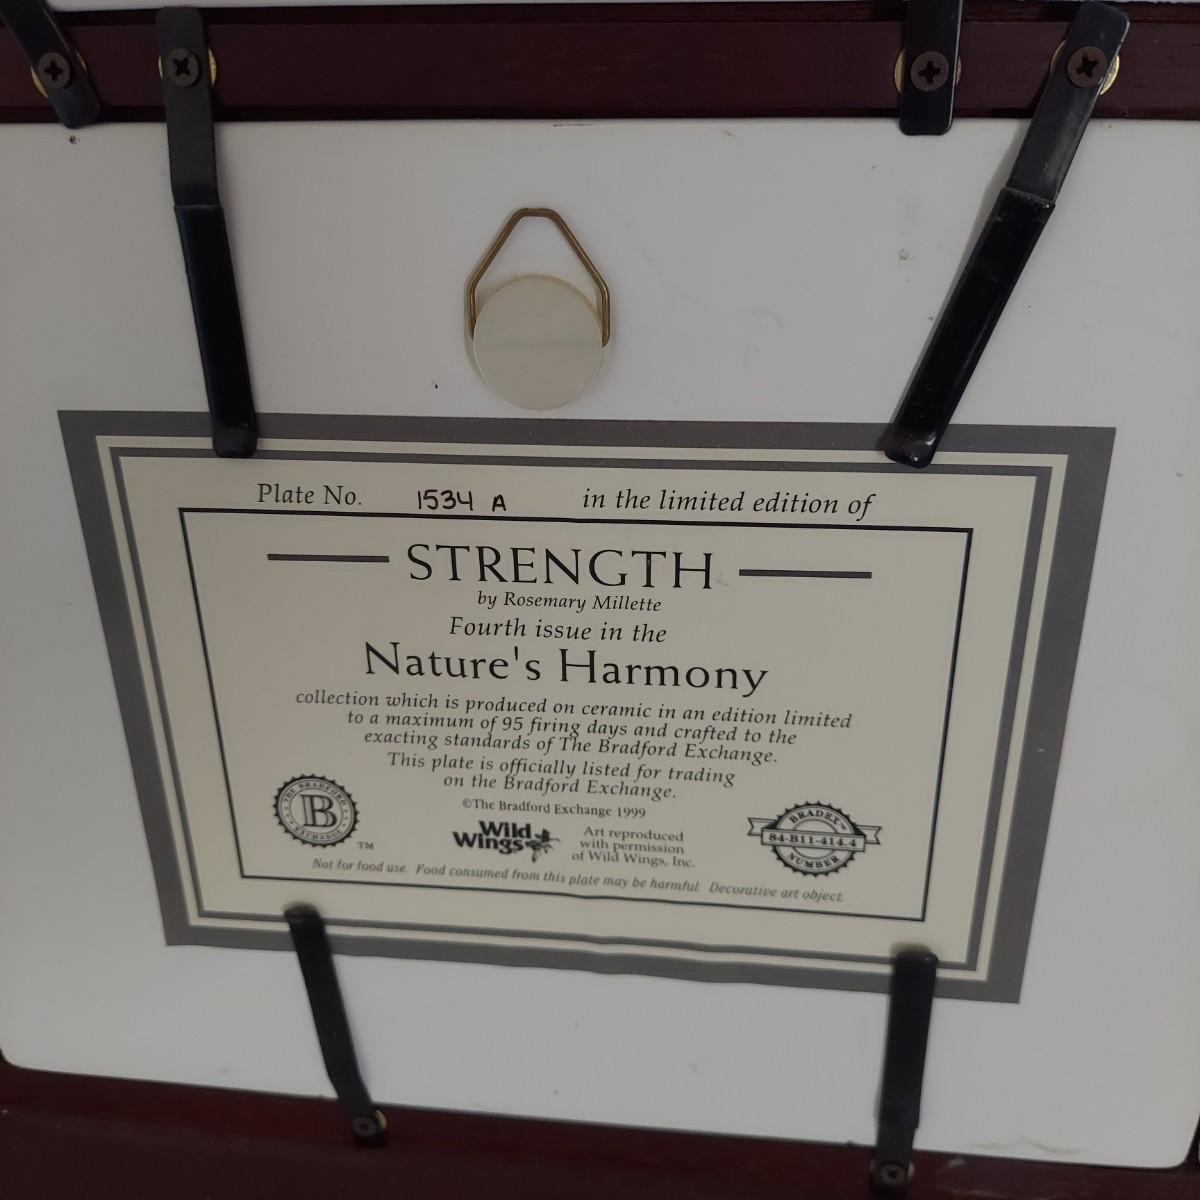 Plate No. 1534 A in the limited edition of
STRENGTH
by Rosemary Millette
Fourth issue in the
Nature's Harmony
collection which is produced on ceramic in an edition limited
to a maximum of 95 firing days and crafted to the
exacting standards of The Bradford Exchange.
This plate is officially listed for trading
on the Bradford Exchange.
©The Bradford Exchange 1999
THE BRADFORD
B
EXCHANGE
TM
Wild
Wings
Art reproduced
with permission
of Wild Wings, Inc.
BRADEX™
84-B11-414.4
NUMBER
Not for food use. Food consumed from this plate may be harmful. Decorative art object.